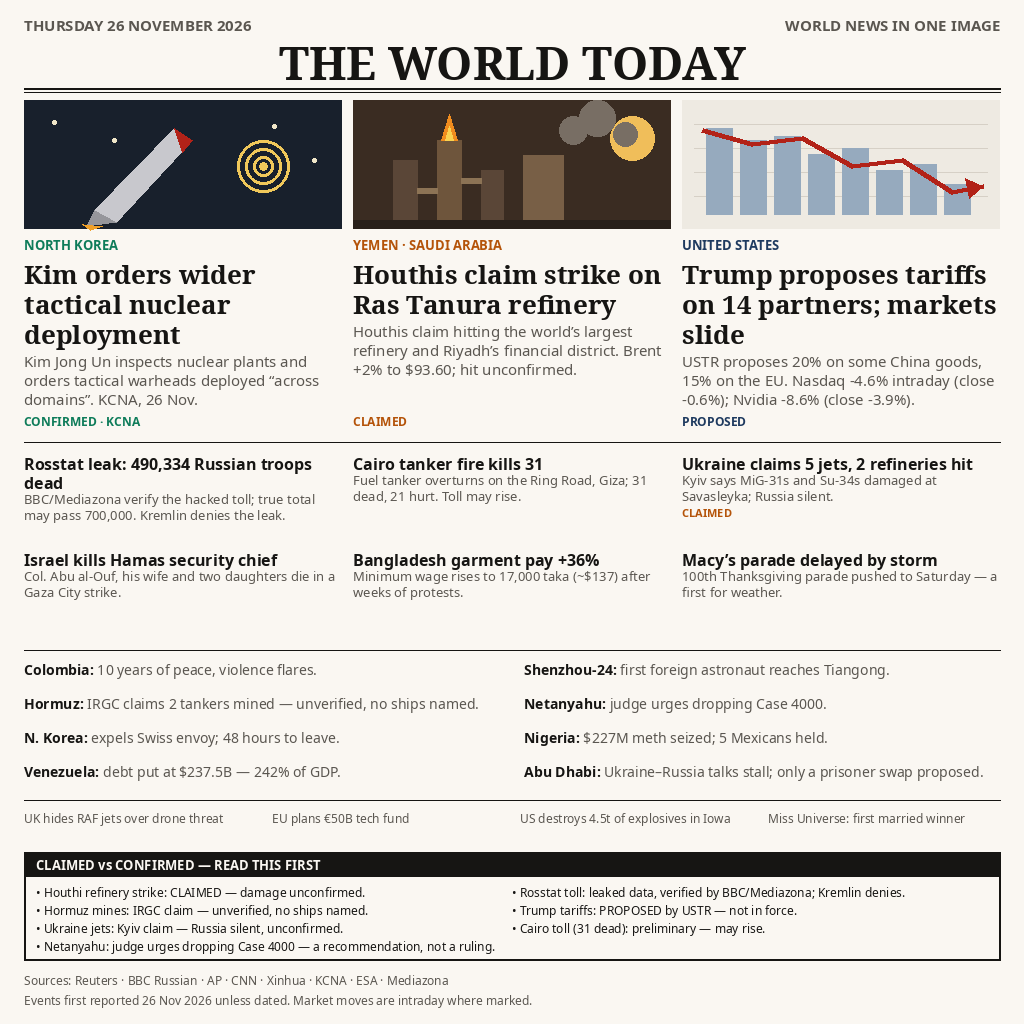 THURSDAY 26 NOVEMBER 2026
WORLD NEWS IN ONE IMAGE
THE WORLD TODAY
NORTH KOREA
Kim orders wider
tactical nuclear
deployment
Kim Jong Un inspects nuclear plants and
orders tactical warheads deployed “across
domains”. KCNA, 26 Nov.
CONFIRMED · KCNA
YEMEN · SAUDI ARABIA
Houthis claim strike on
Ras Tanura refinery
Houthis claim hitting the world’s largest
refinery and Riyadh’s financial district. Brent
+2% to $93.60; hit unconfirmed.
CLAIMED
UNITED STATES
Trump proposes tariffs
on 14 partners; markets
slide
USTR proposes 20% on some China goods,
15% on the EU. Nasdaq -4.6% intraday (close
-0.6%); Nvidia -8.6% (close -3.9%).
PROPOSED
Rosstat leak: 490,334 Russian troops
dead
BBC/Mediazona verify the hacked toll; true total
may pass 700,000. Kremlin denies the leak.
Cairo tanker fire kills 31
Fuel tanker overturns on the Ring Road, Giza; 31
dead, 21 hurt. Toll may rise.
Ukraine claims 5 jets, 2 refineries hit
Kyiv says MiG-31s and Su-34s damaged at
Savasleyka; Russia silent.
CLAIMED
Israel kills Hamas security chief
Col. Abu al-Ouf, his wife and two daughters die in a
Gaza City strike.
Bangladesh garment pay +36%
Minimum wage rises to 17,000 taka (~$137) after
weeks of protests.
Macy’s parade delayed by storm
100th Thanksgiving parade pushed to Saturday — a
first for weather.
Colombia: 10 years of peace, violence flares.
Shenzhou-24: first foreign astronaut reaches Tiangong.
Hormuz: IRGC claims 2 tankers mined — unverified, no ships named.
Netanyahu: judge urges dropping Case 4000.
N. Korea: expels Swiss envoy; 48 hours to leave.
Nigeria: $227M meth seized; 5 Mexicans held.
Venezuela: debt put at $237.5B — 242% of GDP.
Abu Dhabi: Ukraine–Russia talks stall; only a prisoner swap proposed.
UK hides RAF jets over drone threat
EU plans €50B tech fund
US destroys 4.5t of explosives in Iowa
Miss Universe: first married winner
CLAIMED vs CONFIRMED — READ THIS FIRST
• Houthi refinery strike: CLAIMED — damage unconfirmed.
• Hormuz mines: IRGC claim — unverified, no ships named.
• Ukraine jets: Kyiv claim — Russia silent, unconfirmed.
• Netanyahu: judge urges dropping Case 4000 — a recommendation, not a ruling.
• Rosstat toll: leaked data, verified by BBC/Mediazona; Kremlin denies.
• Trump tariffs: PROPOSED by USTR — not in force.
• Cairo toll (31 dead): preliminary — may rise.
Sources: Reuters · BBC Russian · AP · CNN · Xinhua · KCNA · ESA · Mediazona
Events first reported 26 Nov 2026 unless dated. Market moves are intraday where marked.